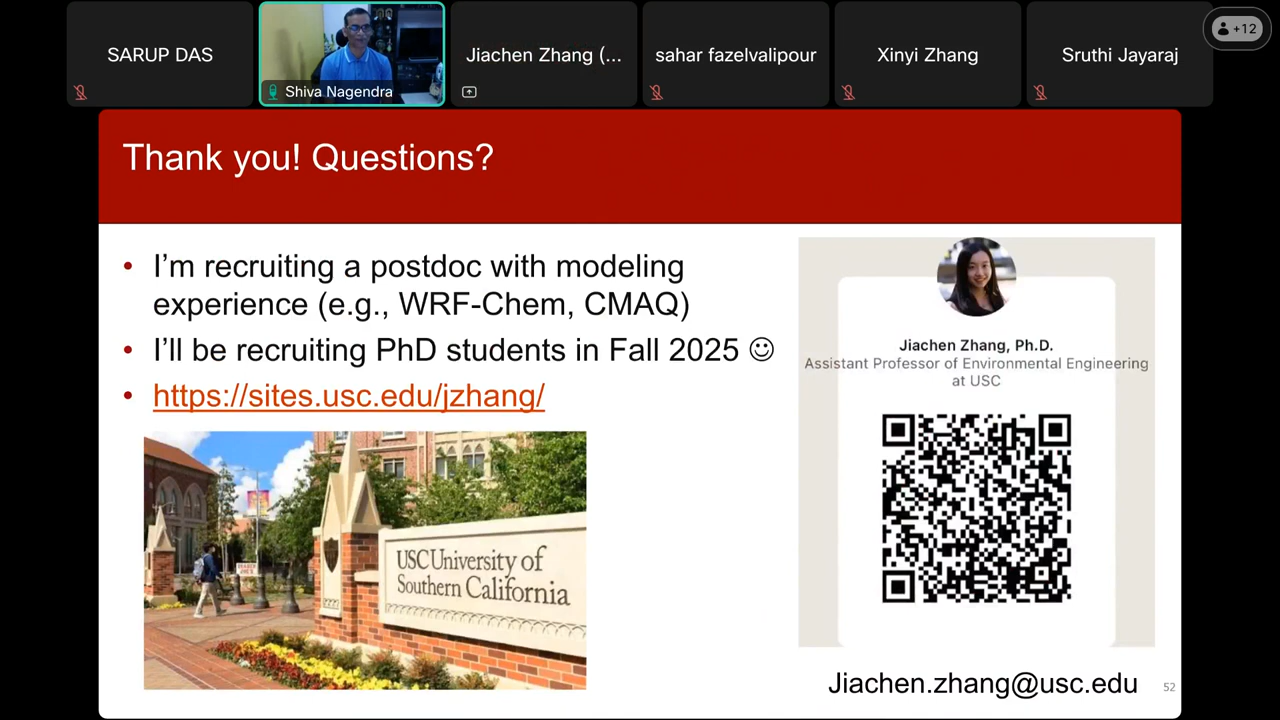 SARUP DAS
Shiva Nagendra
Jiachen Zhang (...
sahar fazelvalipour
Xinyi Zhang
Sruthi Jayaraj
+12
Thank you! Questions?
• I'm recruiting a postdoc with modeling
experience (e.g., WRF-Chem, CMAQ)
• I'll be recruiting PhD students in Fall 2025 ☺
• https://sites.usc.edu/jzhang/
USC University of
Southern California
Jiachen Zhang, Ph.D.
Assistant Professor of Environmental Engineering
at USC
Jiachen.zhang@usc.edu
52